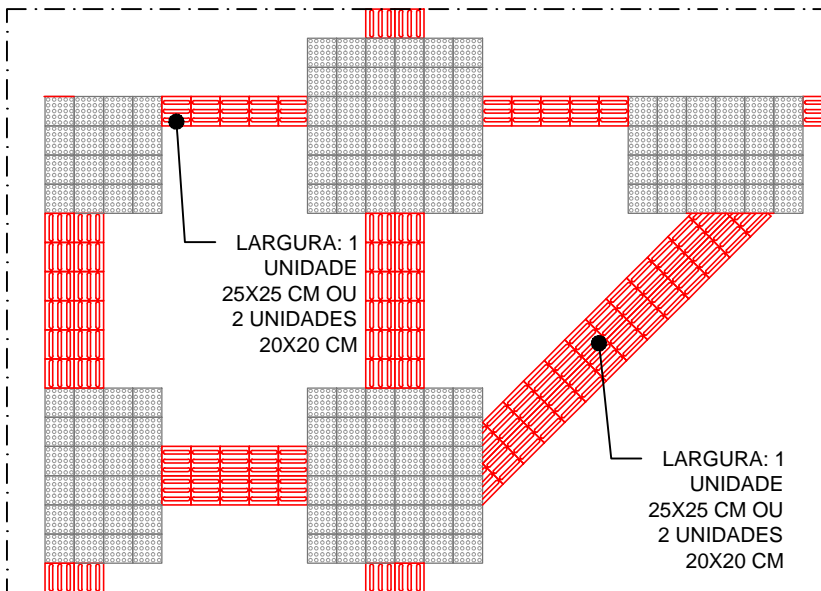 LARGURA: 1
UNIDADE
25X25 CM OU
2 UNIDADES
20X20 CM
LARGURA: 1
UNIDADE
25X25 CM OU
2 UNIDADES
20X20 CM